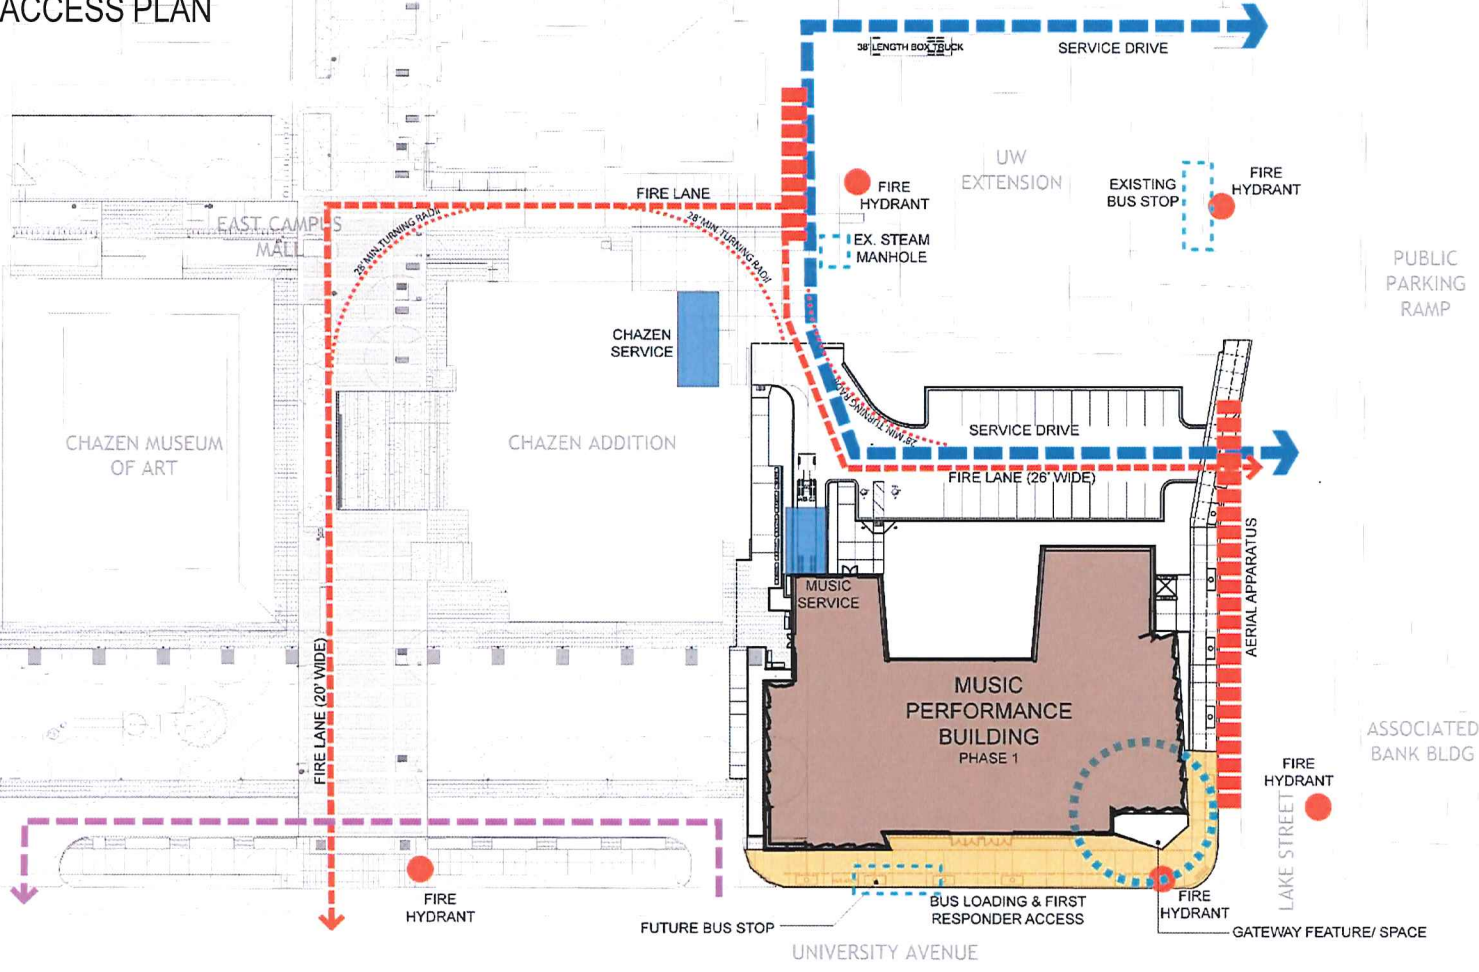 ACCESS PLAN
38' LENGTH BOX TRUCK
SERVICE DRIVE
UW
EXTENSION
FIRE
HYDRANT
EXISTING
BUS STOP
FIRE
HYDRANT
FIRE LANE
EAST CAMPUS
MALL
28' MIN. TURNING RADII
28' MIN. TURNING RADII
EX. STEAM
MANHOLE
PUBLIC
PARKING
RAMP
CHAZEN
SERVICE
28' MIN. TURNING RADII
CHAZEN MUSEUM
OF ART
CHAZEN ADDITION
SERVICE DRIVE
FIRE LANE (26' WIDE)
AERIAL APPARATUS
MUSIC
SERVICE
FIRE LANE (20' WIDE)
MUSIC
PERFORMANCE
BUILDING
PHASE 1
ASSOCIATED
BANK BLDG
FIRE
HYDRANT
LAKE STREET
FIRE
HYDRANT
FUTURE BUS STOP
BUS LOADING & FIRST
RESPONDER ACCESS
FIRE
HYDRANT
GATEWAY FEATURE/ SPACE
UNIVERSITY AVENUE